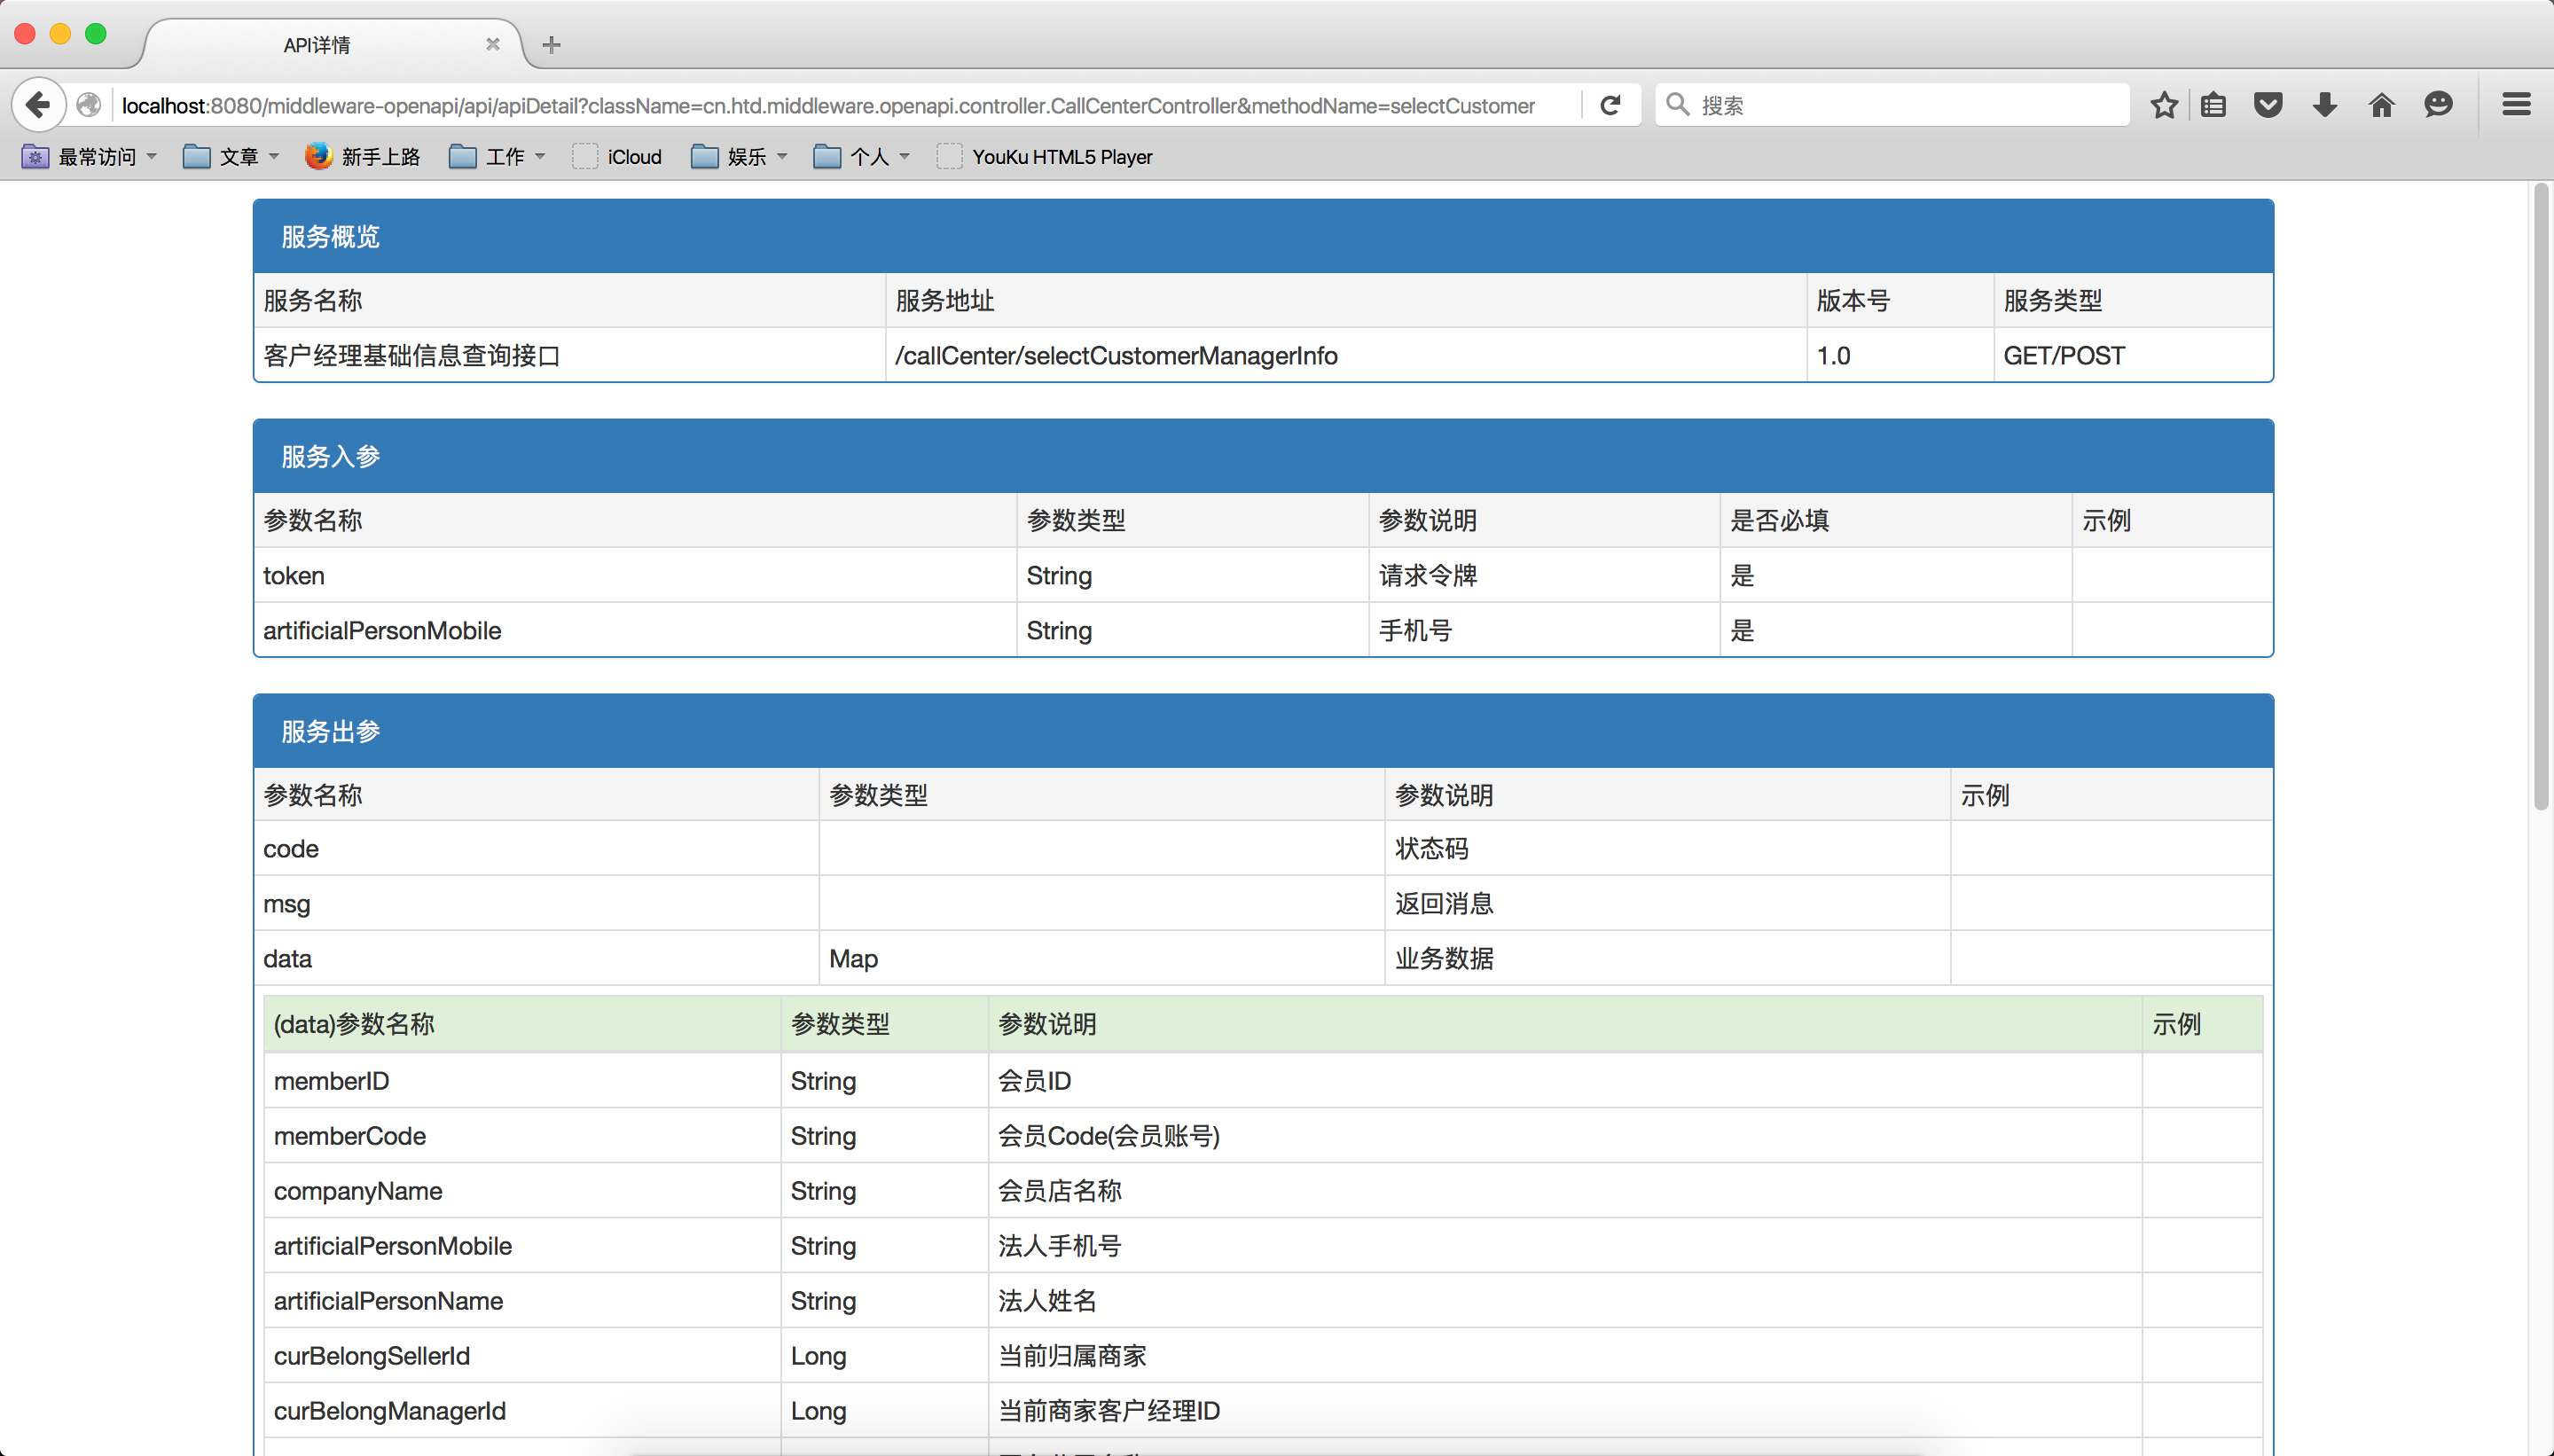 API详情
localhost:8080/middleware-openapi/api/apiDetail?className=cn.htd.middleware.openapi.controller.CallCenterController&methodName=selectCustomer
搜索
最常访问 文章 新手上路 工作 iCloud 娱乐 个人 YouKu HTML5 Player
服务概览
服务名称 服务地址 版本号 服务类型
客户经理基础信息查询接口 /callCenter/selectCustomerManagerInfo 1.0 GET/POST
服务入参
参数名称 参数类型 参数说明 是否必填 示例
token String 请求令牌 是
artificialPersonMobile String 手机号 是
服务出参
参数名称 参数类型 参数说明 示例
code 状态码
msg 返回消息
data Map 业务数据
(data)参数名称 参数类型 参数说明 示例
memberID String 会员ID
memberCode String 会员Code(会员账号)
companyName String 会员店名称
artificialPersonMobile String 法人手机号
artificialPersonName String 法人姓名
curBelongSellerId Long 当前归属商家
curBelongManagerId Long 当前商家客户经理ID